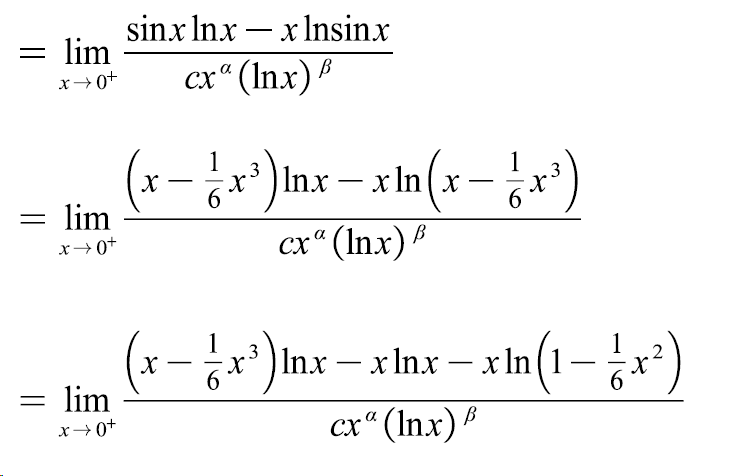 = lim_{x→0⁺} (sinx lnx − x lnsinx) / (cx^α (lnx)^β)
= lim_{x→0⁺} ((x − 1/6 x³) lnx − x ln(x − 1/6 x³)) / (cx^α (lnx)^β)
= lim_{x→0⁺} ((x − 1/6 x³) lnx − x lnx − x ln(1 − 1/6 x²)) / (cx^α (lnx)^β)